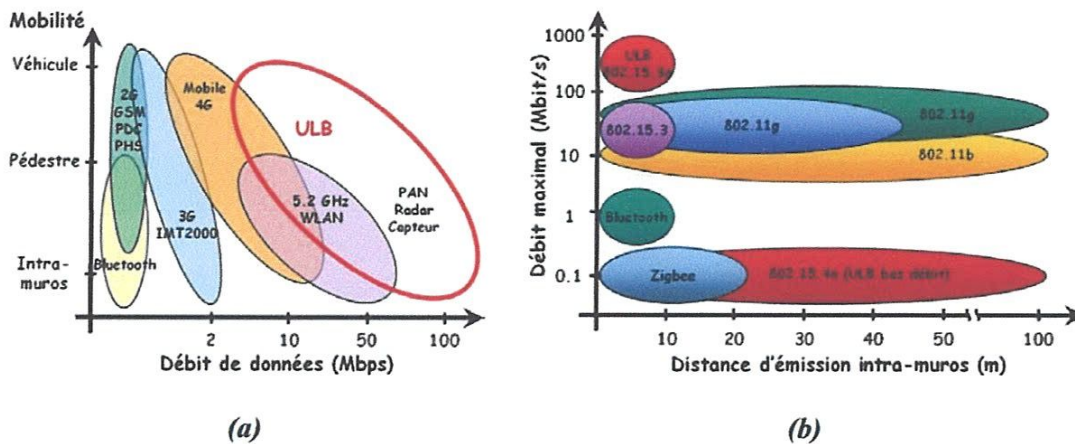 Mobilité
Véhicule
Pédestre
Intra-
muros
2G
GSM
PDC
PHS
Bluetooth
3G
IMT2000
Mobile
4G
ULB
5.2 GHz
WLAN
PAN
Radar
Capteur
2
10
50
100
Débit de données (Mbps)
(a)
Débit maximal (Mbit/s)
1000
100
10
1
0.1
ULB
802.15.3a
802.15.3
802.11g
802.11g
802.11b
Bluetooth
Zigbee
802.15.4a (ULB bas débit)
10
20
30
40
50
100
Distance d'émission intra-muros (m)
(b)